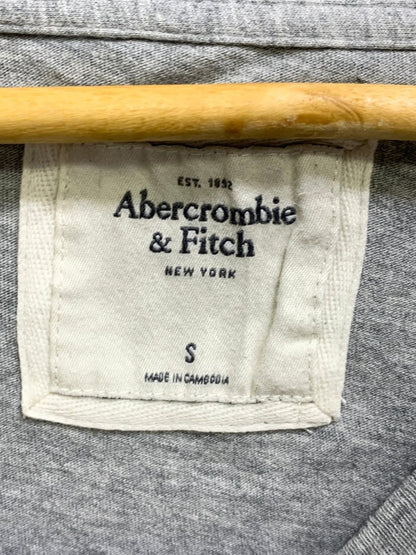 EST. 1892
Abercrombie
& Fitch
NEW YORK
S
MADE IN CAMBODIA